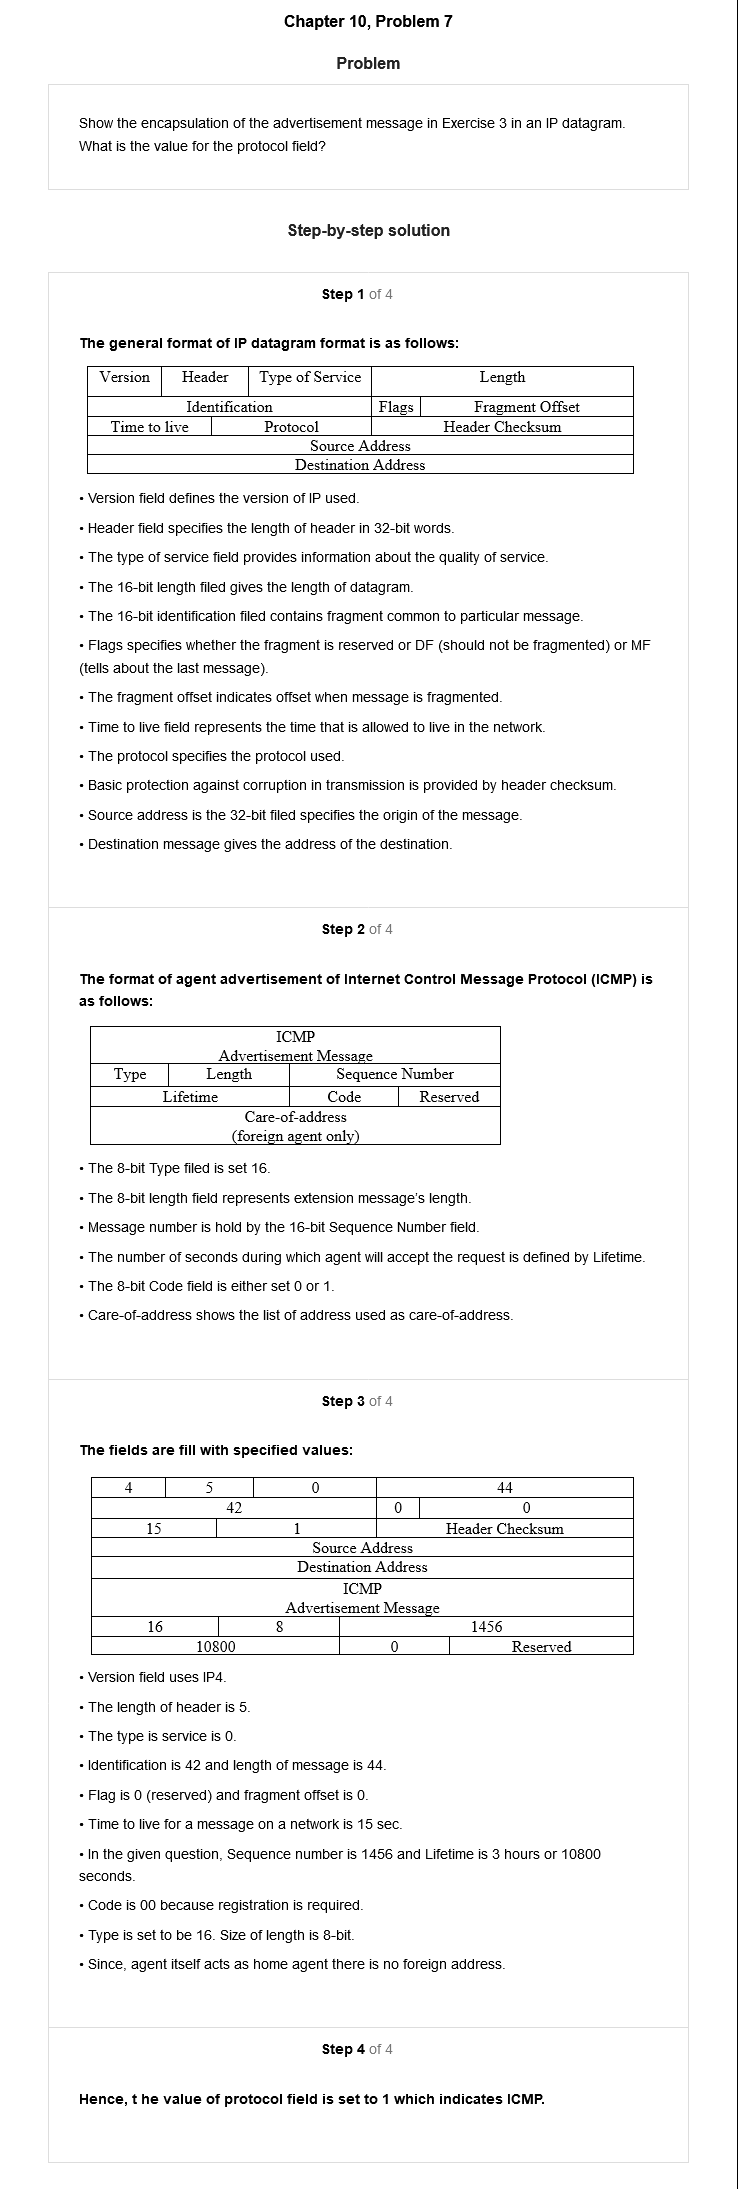 Chapter 10, Problem 7
Problem
Show the encapsulation of the advertisement message in Exercise 3 in an IP datagram.
What is the value for the protocol field?
Step-by-step solution
Step 1 of 4
The general format of IP datagram format is as follows:
Version Header Type of Service Length
Identification Flags Fragment Offset
Time to live Protocol Header Checksum
Source Address
Destination Address
• Version field defines the version of IP used.
• Header field specifies the length of header in 32-bit words.
• The type of service field provides information about the quality of service.
• The 16-bit length filed gives the length of datagram.
• The 16-bit identification filed contains fragment common to particular message.
• Flags specifies whether the fragment is reserved or DF (should not be fragmented) or MF
(tells about the last message).
• The fragment offset indicates offset when message is fragmented.
• Time to live field represents the time that is allowed to live in the network.
• The protocol specifies the protocol used.
• Basic protection against corruption in transmission is provided by header checksum.
• Source address is the 32-bit filed specifies the origin of the message.
• Destination message gives the address of the destination.
Step 2 of 4
The format of agent advertisement of Internet Control Message Protocol (ICMP) is
as follows:
ICMP
Advertisement Message
Type Length Sequence Number
Lifetime Code Reserved
Care-of-address
(foreign agent only)
• The 8-bit Type filed is set 16.
• The 8-bit length field represents extension message's length.
• Message number is hold by the 16-bit Sequence Number field.
• The number of seconds during which agent will accept the request is defined by Lifetime.
• The 8-bit Code field is either set 0 or 1.
• Care-of-address shows the list of address used as care-of-address.
Step 3 of 4
The fields are fill with specified values:
4 5 0 44
42 0 0
15 1 Header Checksum
Source Address
Destination Address
ICMP
Advertisement Message
16 8 1456
10800 0 Reserved
• Version field uses IP4.
• The length of header is 5.
• The type is service is 0.
• Identification is 42 and length of message is 44.
• Flag is 0 (reserved) and fragment offset is 0.
• Time to live for a message on a network is 15 sec.
• In the given question, Sequence number is 1456 and Lifetime is 3 hours or 10800
seconds.
• Code is 00 because registration is required.
• Type is set to be 16. Size of length is 8-bit.
• Since, agent itself acts as home agent there is no foreign address.
Step 4 of 4
Hence, t he value of protocol field is set to 1 which indicates ICMP.